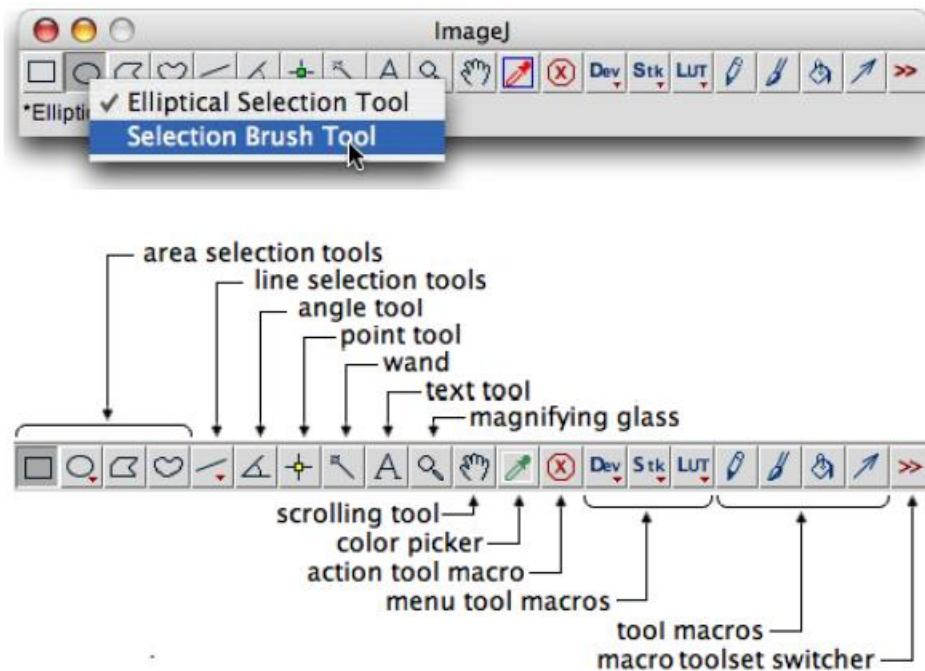 ImageJ
A Dev Stk LUT >>
*Ellipti
✓ Elliptical Selection Tool
Selection Brush Tool
area selection tools
line selection tools
angle tool
point tool
wand
text tool
magnifying glass
A Dev Stk LUT >>
scrolling tool
color picker
action tool macro
menu tool macros
tool macros
macro toolset switcher